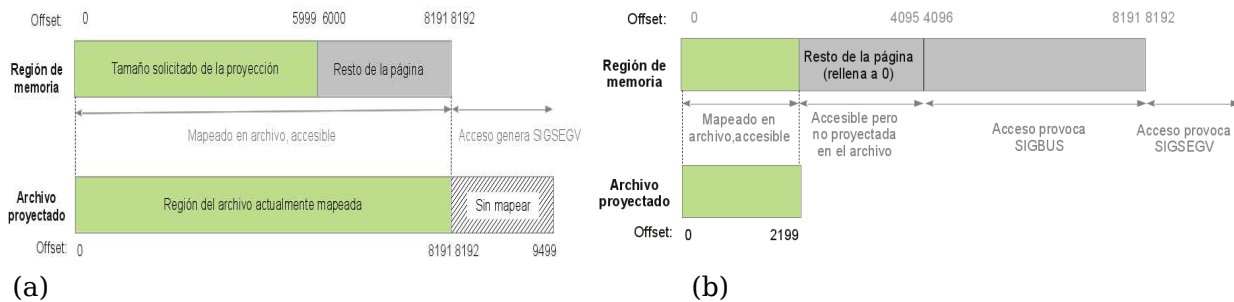 Offset: 0 5999 6000 8191 8192
Región de memoria
Tamaño solicitado de la proyección
Resto de la página
Mapeado en archivo, accesible
Acceso genera SIGSEGV
Archivo proyectado
Región del archivo actualmente mapeada
Sin mapear
Offset: 0 8191 8192 9499
(a)
Offset: 0 4095 4096 8191 8192
Región de memoria
Resto de la página
(rellena a 0)
Mapeado en
archivo,accesible
Accesible pero
no proyectada
en el archivo
Acceso provoca
SIGBUS
Acceso provoca
SIGSEGV
Archivo
proyectado
Offset: 0 2199
(b)